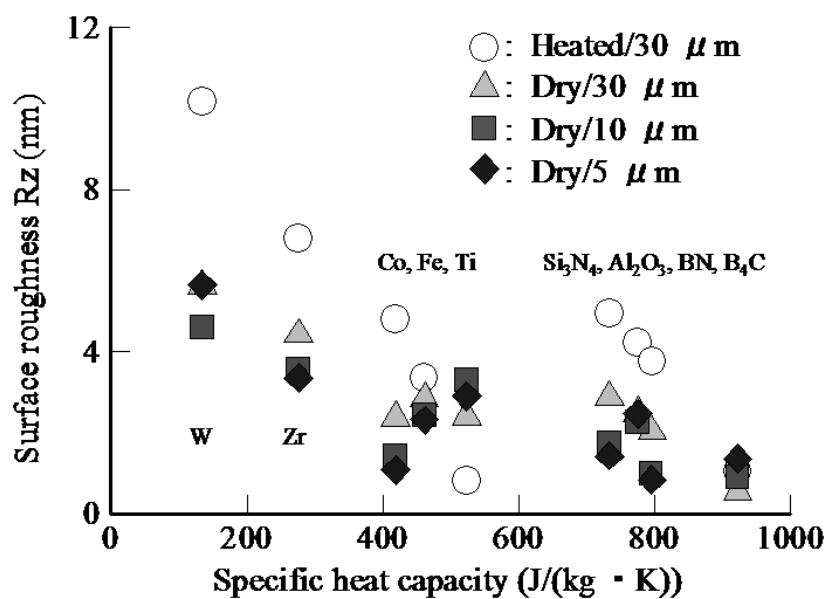 12
8
4
0
Surface roughness Rz (nm)
: Heated/30 μm
: Dry/30 μm
: Dry/10 μm
: Dry/5 μm
Co, Fe, Ti
Si₃N₄, Al₂O₃, BN, B₄C
W
Zr
0 200 400 600 800 1000
Specific heat capacity (J/(kg・K))